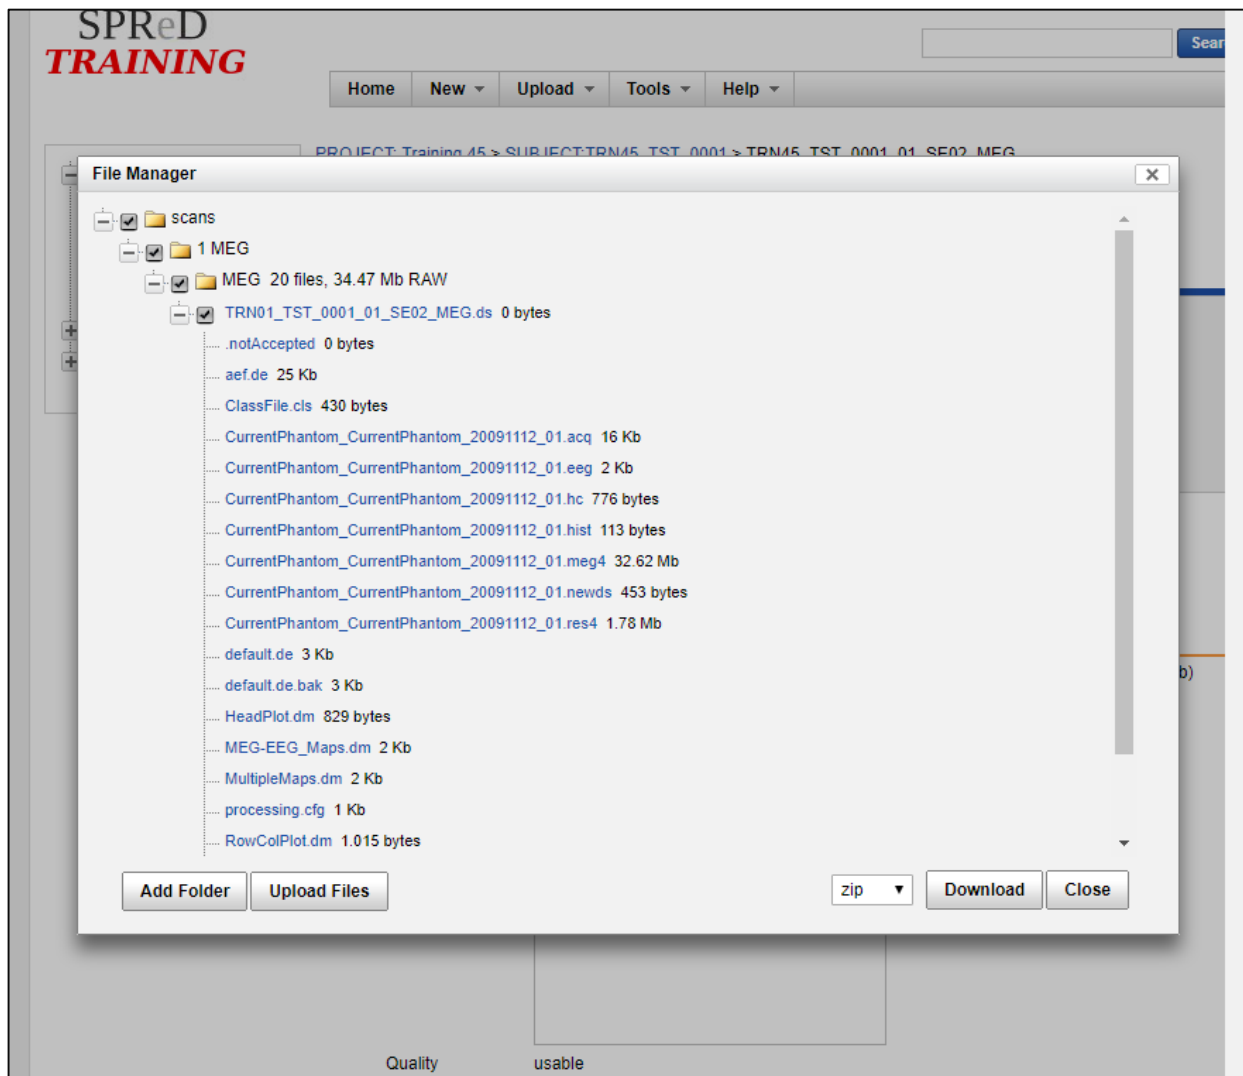 SPReD
TRAINING
Sear
Home New Upload Tools Help
PROJECT: Training 45 > SUBJECT:TRN45_TST_0001 > TRN45_TST_0001_01_SE02_MEG
File Manager
scans
1 MEG
MEG 20 files, 34.47 Mb RAW
TRN01_TST_0001_01_SE02_MEG.ds 0 bytes
.notAccepted 0 bytes
aef.de 25 Kb
ClassFile.cls 430 bytes
CurrentPhantom_CurrentPhantom_20091112_01.acq 16 Kb
CurrentPhantom_CurrentPhantom_20091112_01.eeg 2 Kb
CurrentPhantom_CurrentPhantom_20091112_01.hc 776 bytes
CurrentPhantom_CurrentPhantom_20091112_01.hist 113 bytes
CurrentPhantom_CurrentPhantom_20091112_01.meg4 32.62 Mb
CurrentPhantom_CurrentPhantom_20091112_01.newds 453 bytes
CurrentPhantom_CurrentPhantom_20091112_01.res4 1.78 Mb
default.de 3 Kb
b)
default.de.bak 3 Kb
HeadPlot.dm 829 bytes
MEG-EEG_Maps.dm 2 Kb
MultipleMaps.dm 2 Kb
processing.cfg 1 Kb
RowColPlot.dm 1.015 bytes
Add Folder Upload Files zip Download Close
Quality usable